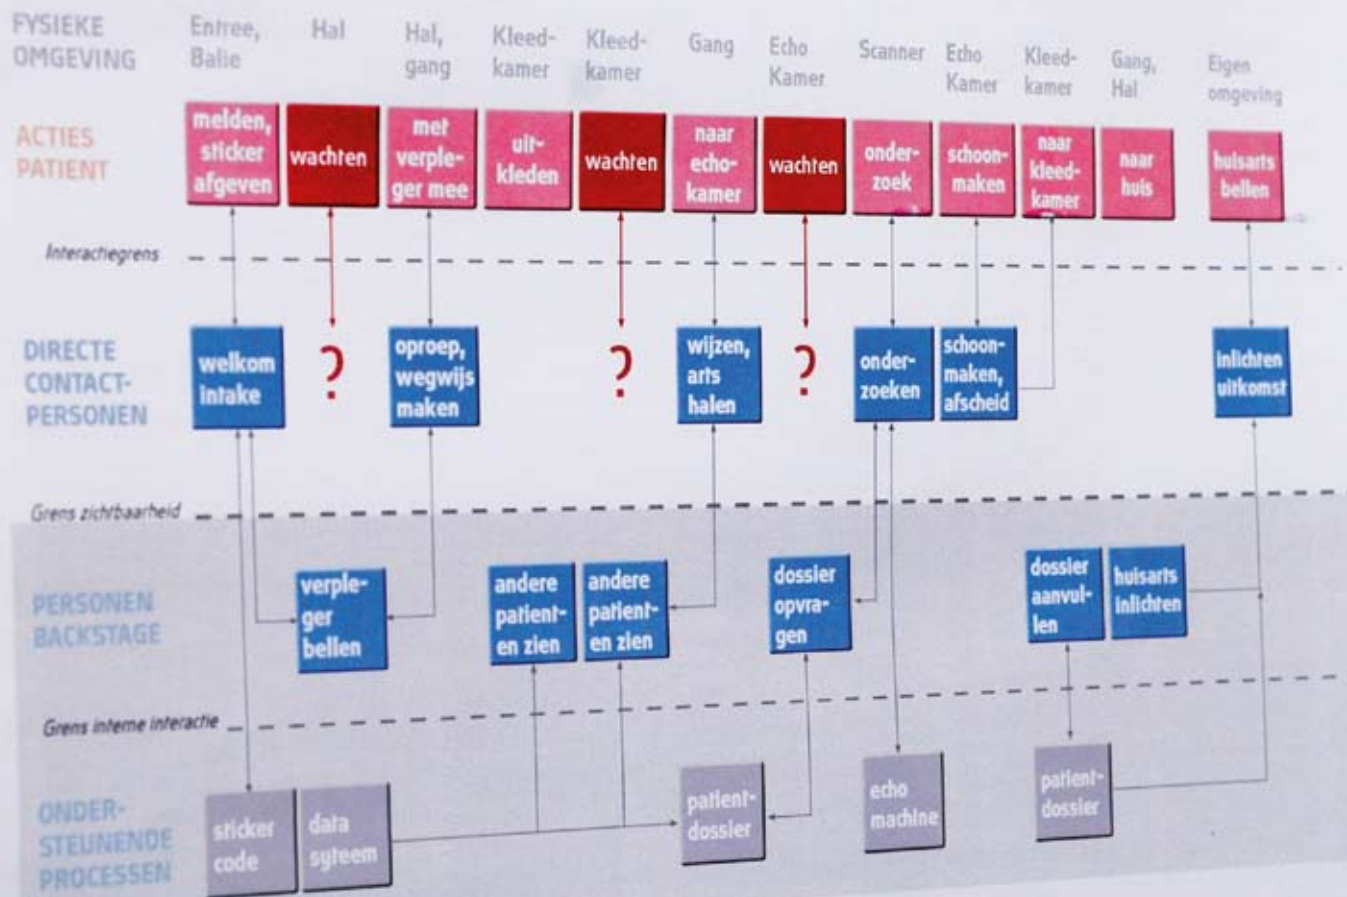 FYSIEKE
OMGEVING
Entree,
Balie
Hal
Hal,
gang
Kleed-
kamer
Kleed-
kamer
Gang
Echo
Kamer
Scanner
Echo
Kamer
Kleed-
kamer
Gang,
Hal
Eigen
omgeving
ACTIES
PATIENT
melden,
sticker
afgeven
wachten
met
verple-
ger mee
uit-
kleden
wachten
naar
echo-
kamer
wachten
onder-
zoek
schoon-
maken
naar
kleed-
kamer
naar
huis
huisarts
bellen
Interactiegrens
DIRECTE
CONTACT-
PERSONEN
welkom
intake
?
oproep,
wegwijs
maken
?
wijzen,
arts
halen
?
onder-
zoeken
schoon-
maken,
afscheid
inlichten
uitkomst
Grens zichtbaarheid
PERSONEN
BACKSTAGE
verple-
ger
bellen
andere
patient-
en zien
andere
patient-
en zien
dossier
opvra-
gen
dossier
aanvul-
len
huisarts
inlichten
Grens interne interactie
ONDER-
STEUNENDE
PROCESSEN
sticker
code
data
syteem
patient-
dossier
echo
machine
patient-
dossier